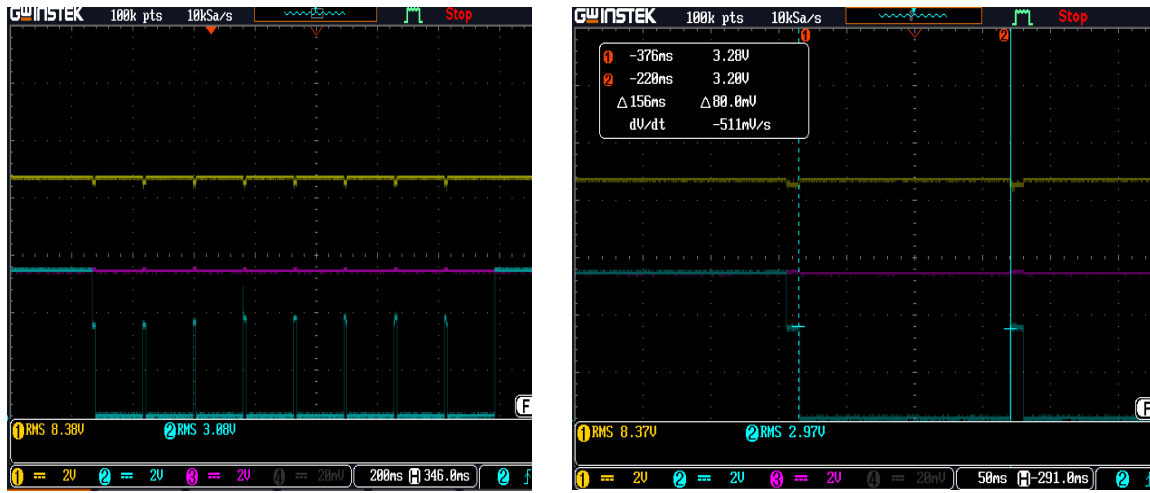 GWINSTEK 100k pts 10kSa/s Stop
F
1 RMS 8.38V 2 RMS 3.08V
1 2V 2 2V 3 2V 4 20mV 200ms H 346.0ms 2
GWINSTEK 100k pts 10kSa/s Stop
1 2
1 -376ms 3.28V
2 -220ms 3.20V
△156ms △80.0mV
dV/dt -511mV/s
F
1 RMS 8.37V 2 RMS 2.97V
1 2V 2 2V 3 2V 4 20mV 50ms H -291.0ms 2